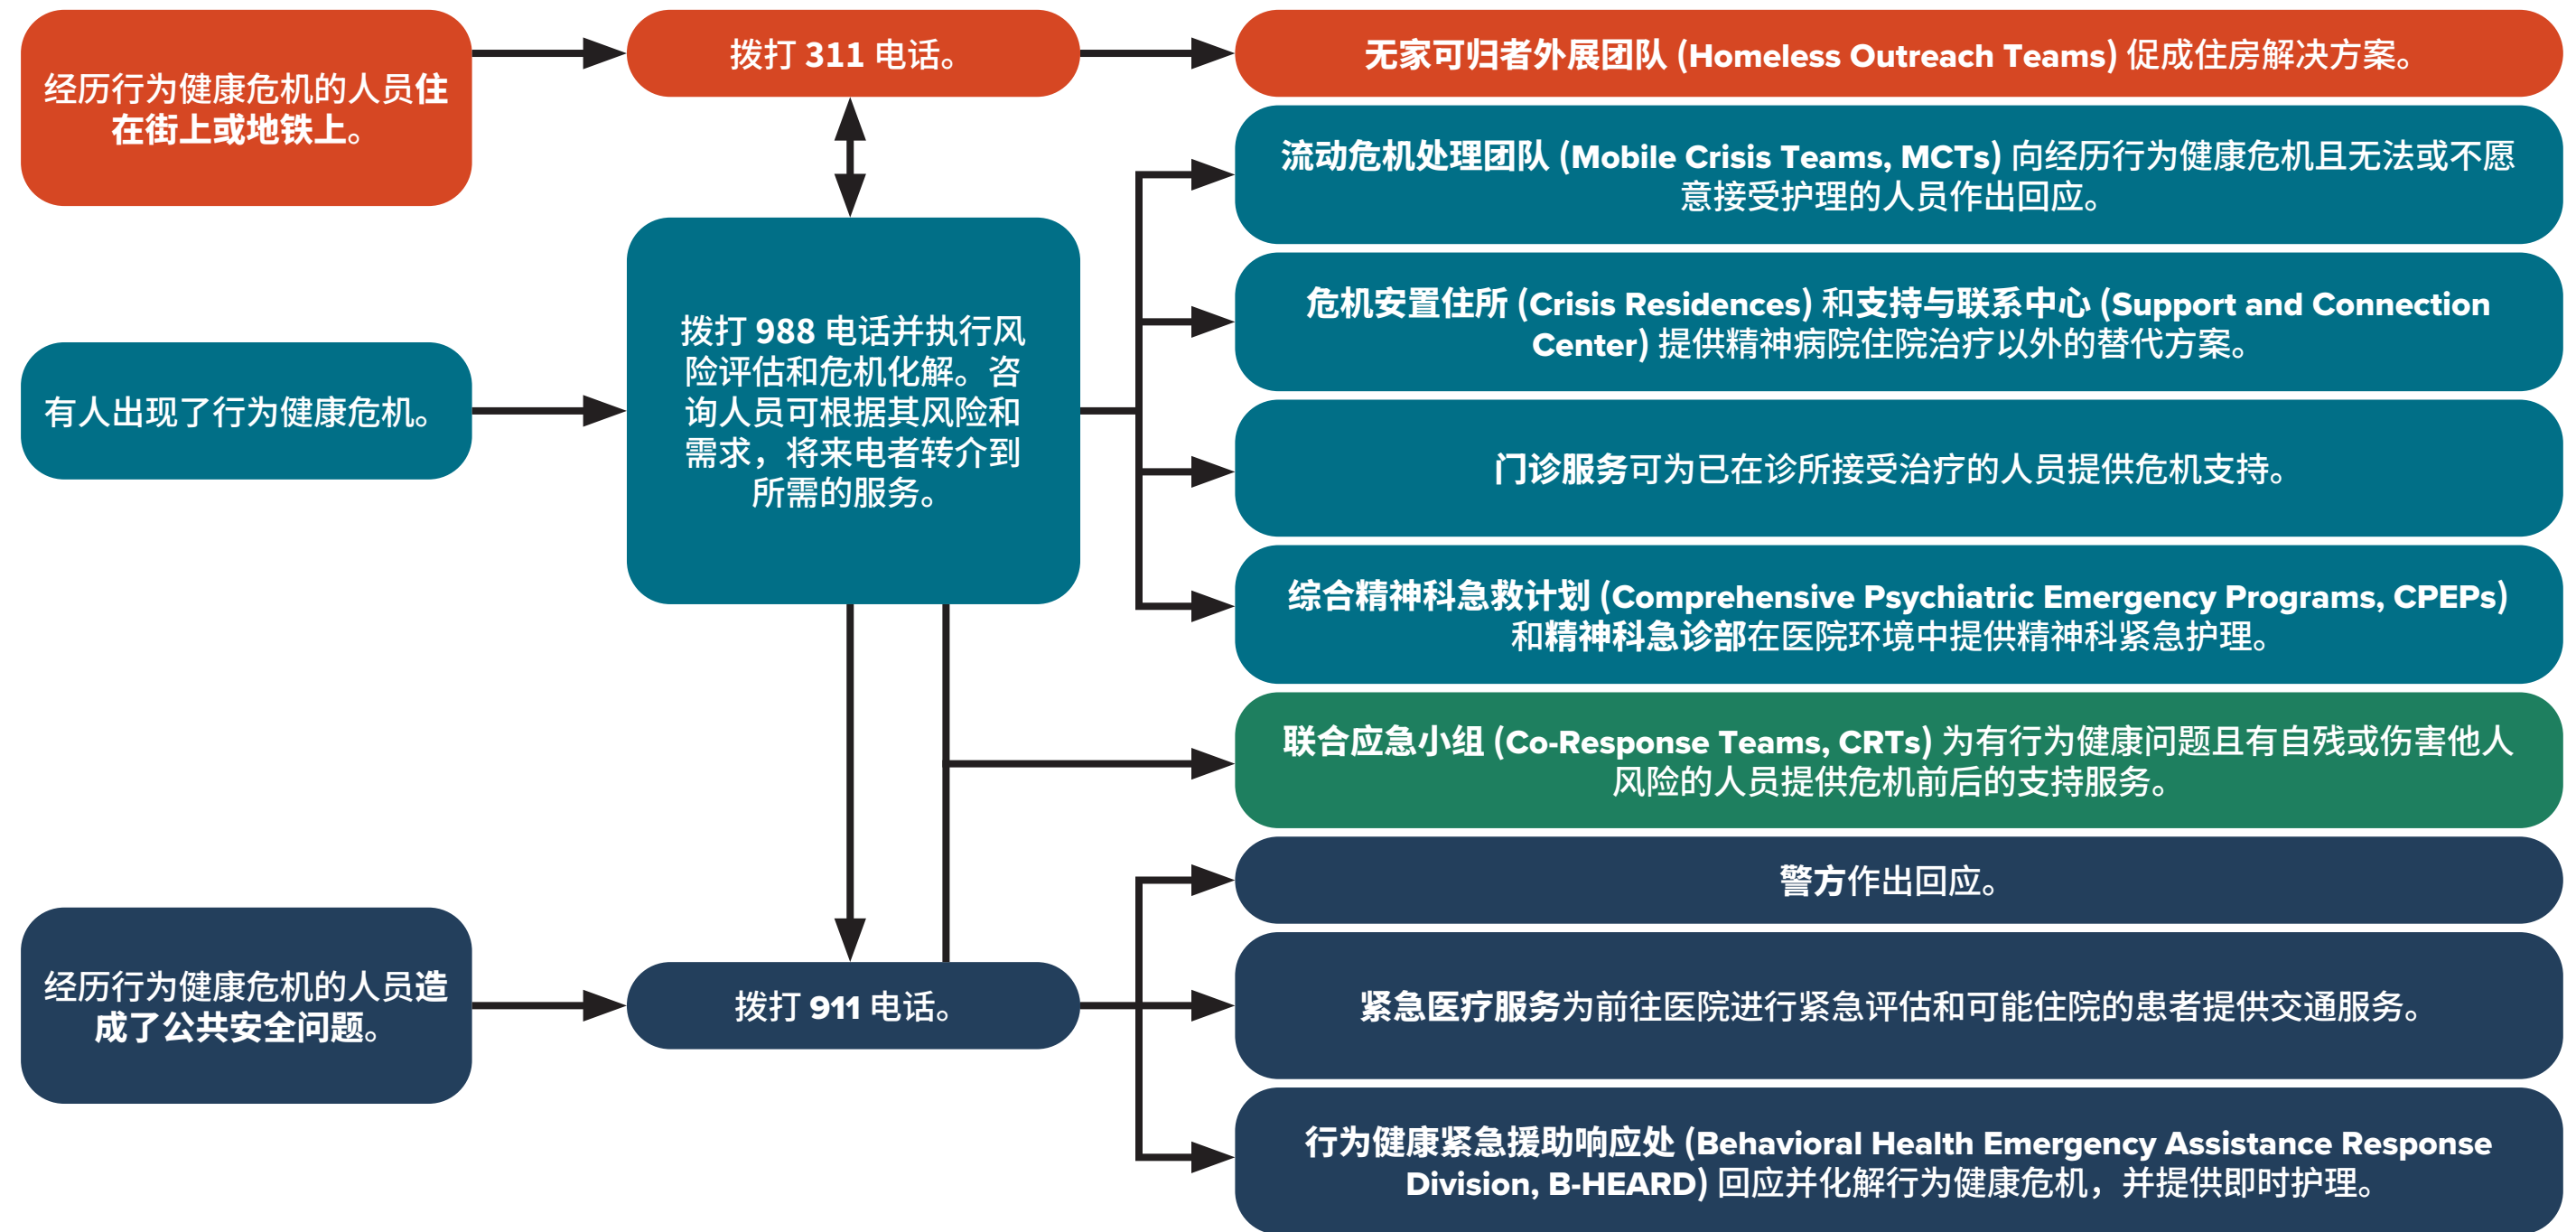 经历行为健康危机的人员住
在街上或地铁上。
拨打 311 电话。
无家可归者外展团队 (Homeless Outreach Teams) 促成住房解决方案。
流动危机处理团队 (Mobile Crisis Teams, MCTs) 向经历行为健康危机且无法或不愿
意接受护理的人员作出回应。
有人出现了行为健康危机。
拨打 988 电话并执行风
险评估和危机化解。咨
询人员可根据其风险和
需求，将来电者转介到
所需的服务。
危机安置住所 (Crisis Residences) 和支持与联系中心 (Support and Connection
Center) 提供精神病院住院治疗以外的替代方案。
门诊服务可为已在诊所接受治疗的人员提供危机支持。
综合精神科急救计划 (Comprehensive Psychiatric Emergency Programs, CPEPs)
和精神科急诊部在医院环境中提供精神科紧急护理。
联合应急小组 (Co-Response Teams, CRTs) 为有行为健康问题且有自残或伤害他人
风险的人员提供危机前后的支持服务。
经历行为健康危机的人员造
成了公共安全问题。
拨打 911 电话。
警方作出回应。
紧急医疗服务为前往医院进行紧急评估和可能住院的患者提供交通服务。
行为健康紧急援助响应处 (Behavioral Health Emergency Assistance Response
Division, B-HEARD) 回应并化解行为健康危机，并提供即时护理。